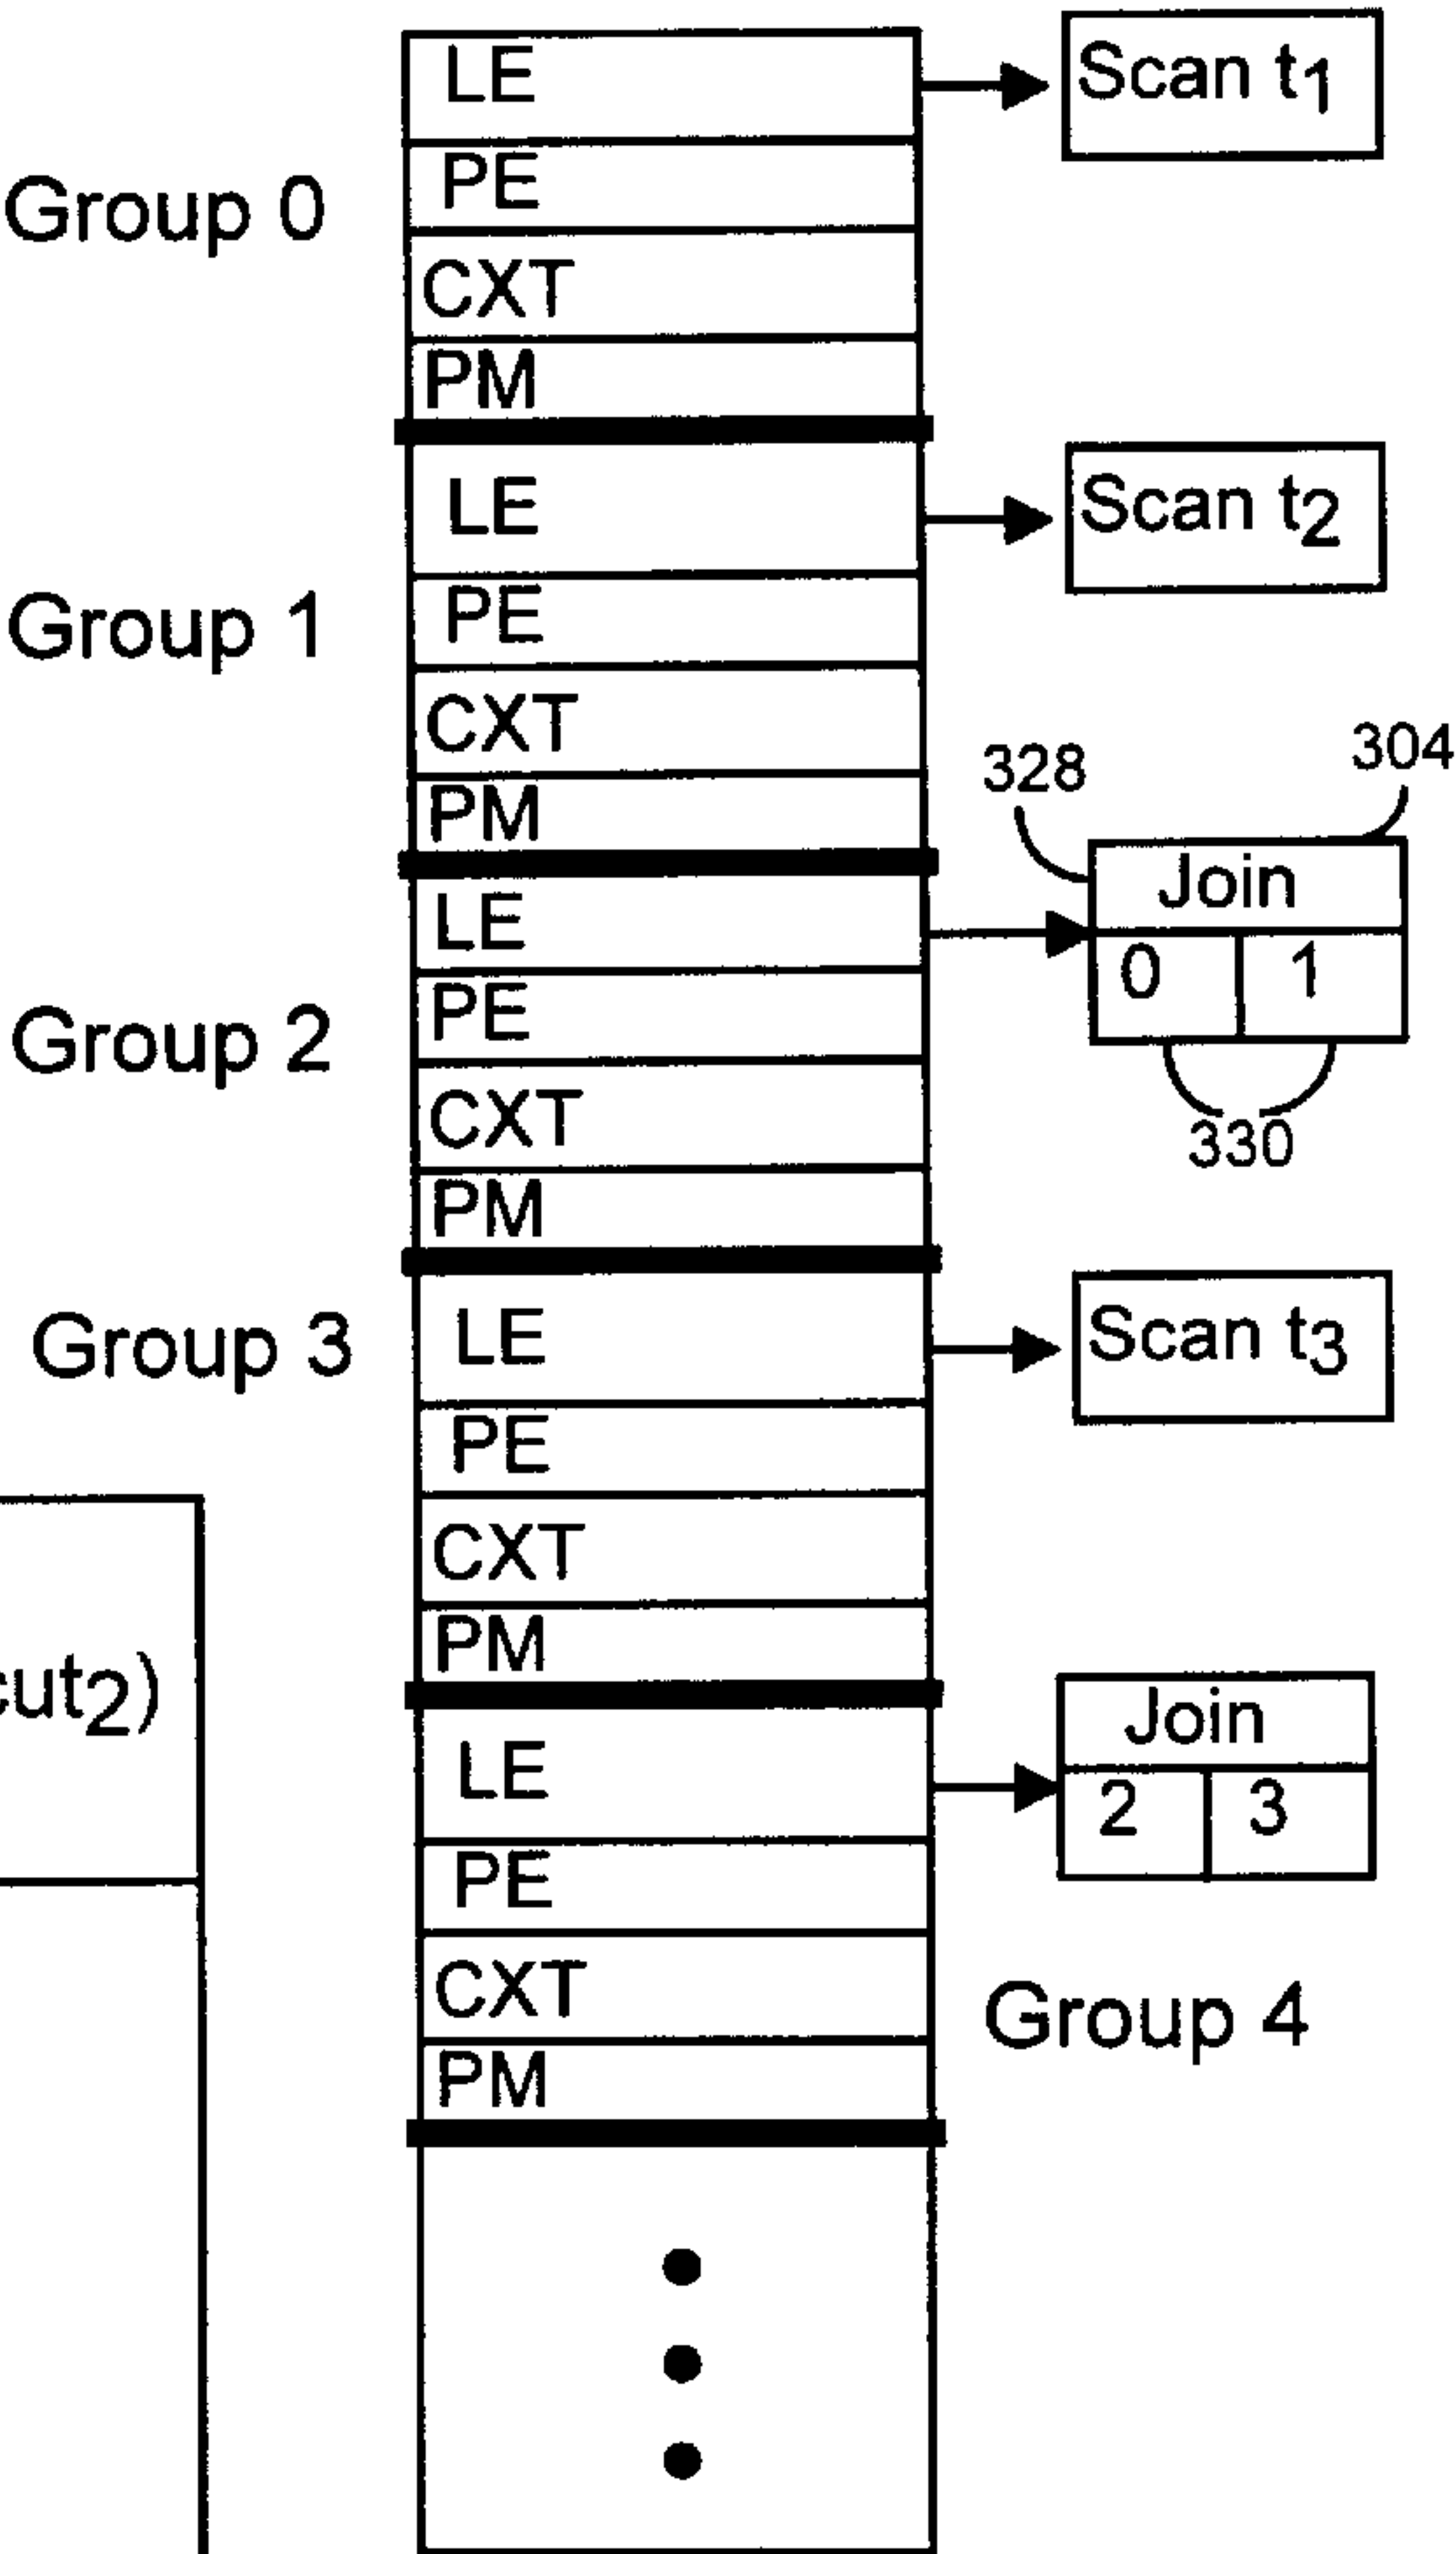 LE
Scan t1
PE
Group 0
CXT
PM
LE
Scan t2
PE
Group 1
CXT
328
304
PM
Join
LE
0 1
PE
Group 2
CXT
330
PM
LE
Scan t3
Group 3
PE
CXT
PM
cut2)
Join
LE
2 3
PE
CXT
Group 4
PM